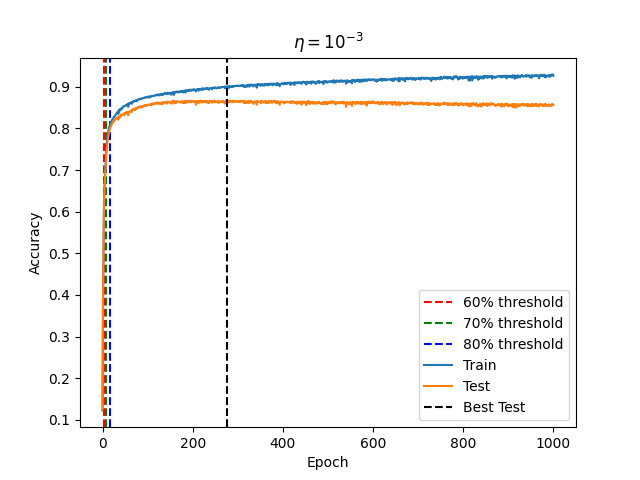 η = 10⁻³
Accuracy
0.9
0.8
0.7
0.6
0.5
0.4
0.3
0.2
0.1
60% threshold
70% threshold
80% threshold
Train
Test
Best Test
0 200 400 600 800 1000
Epoch